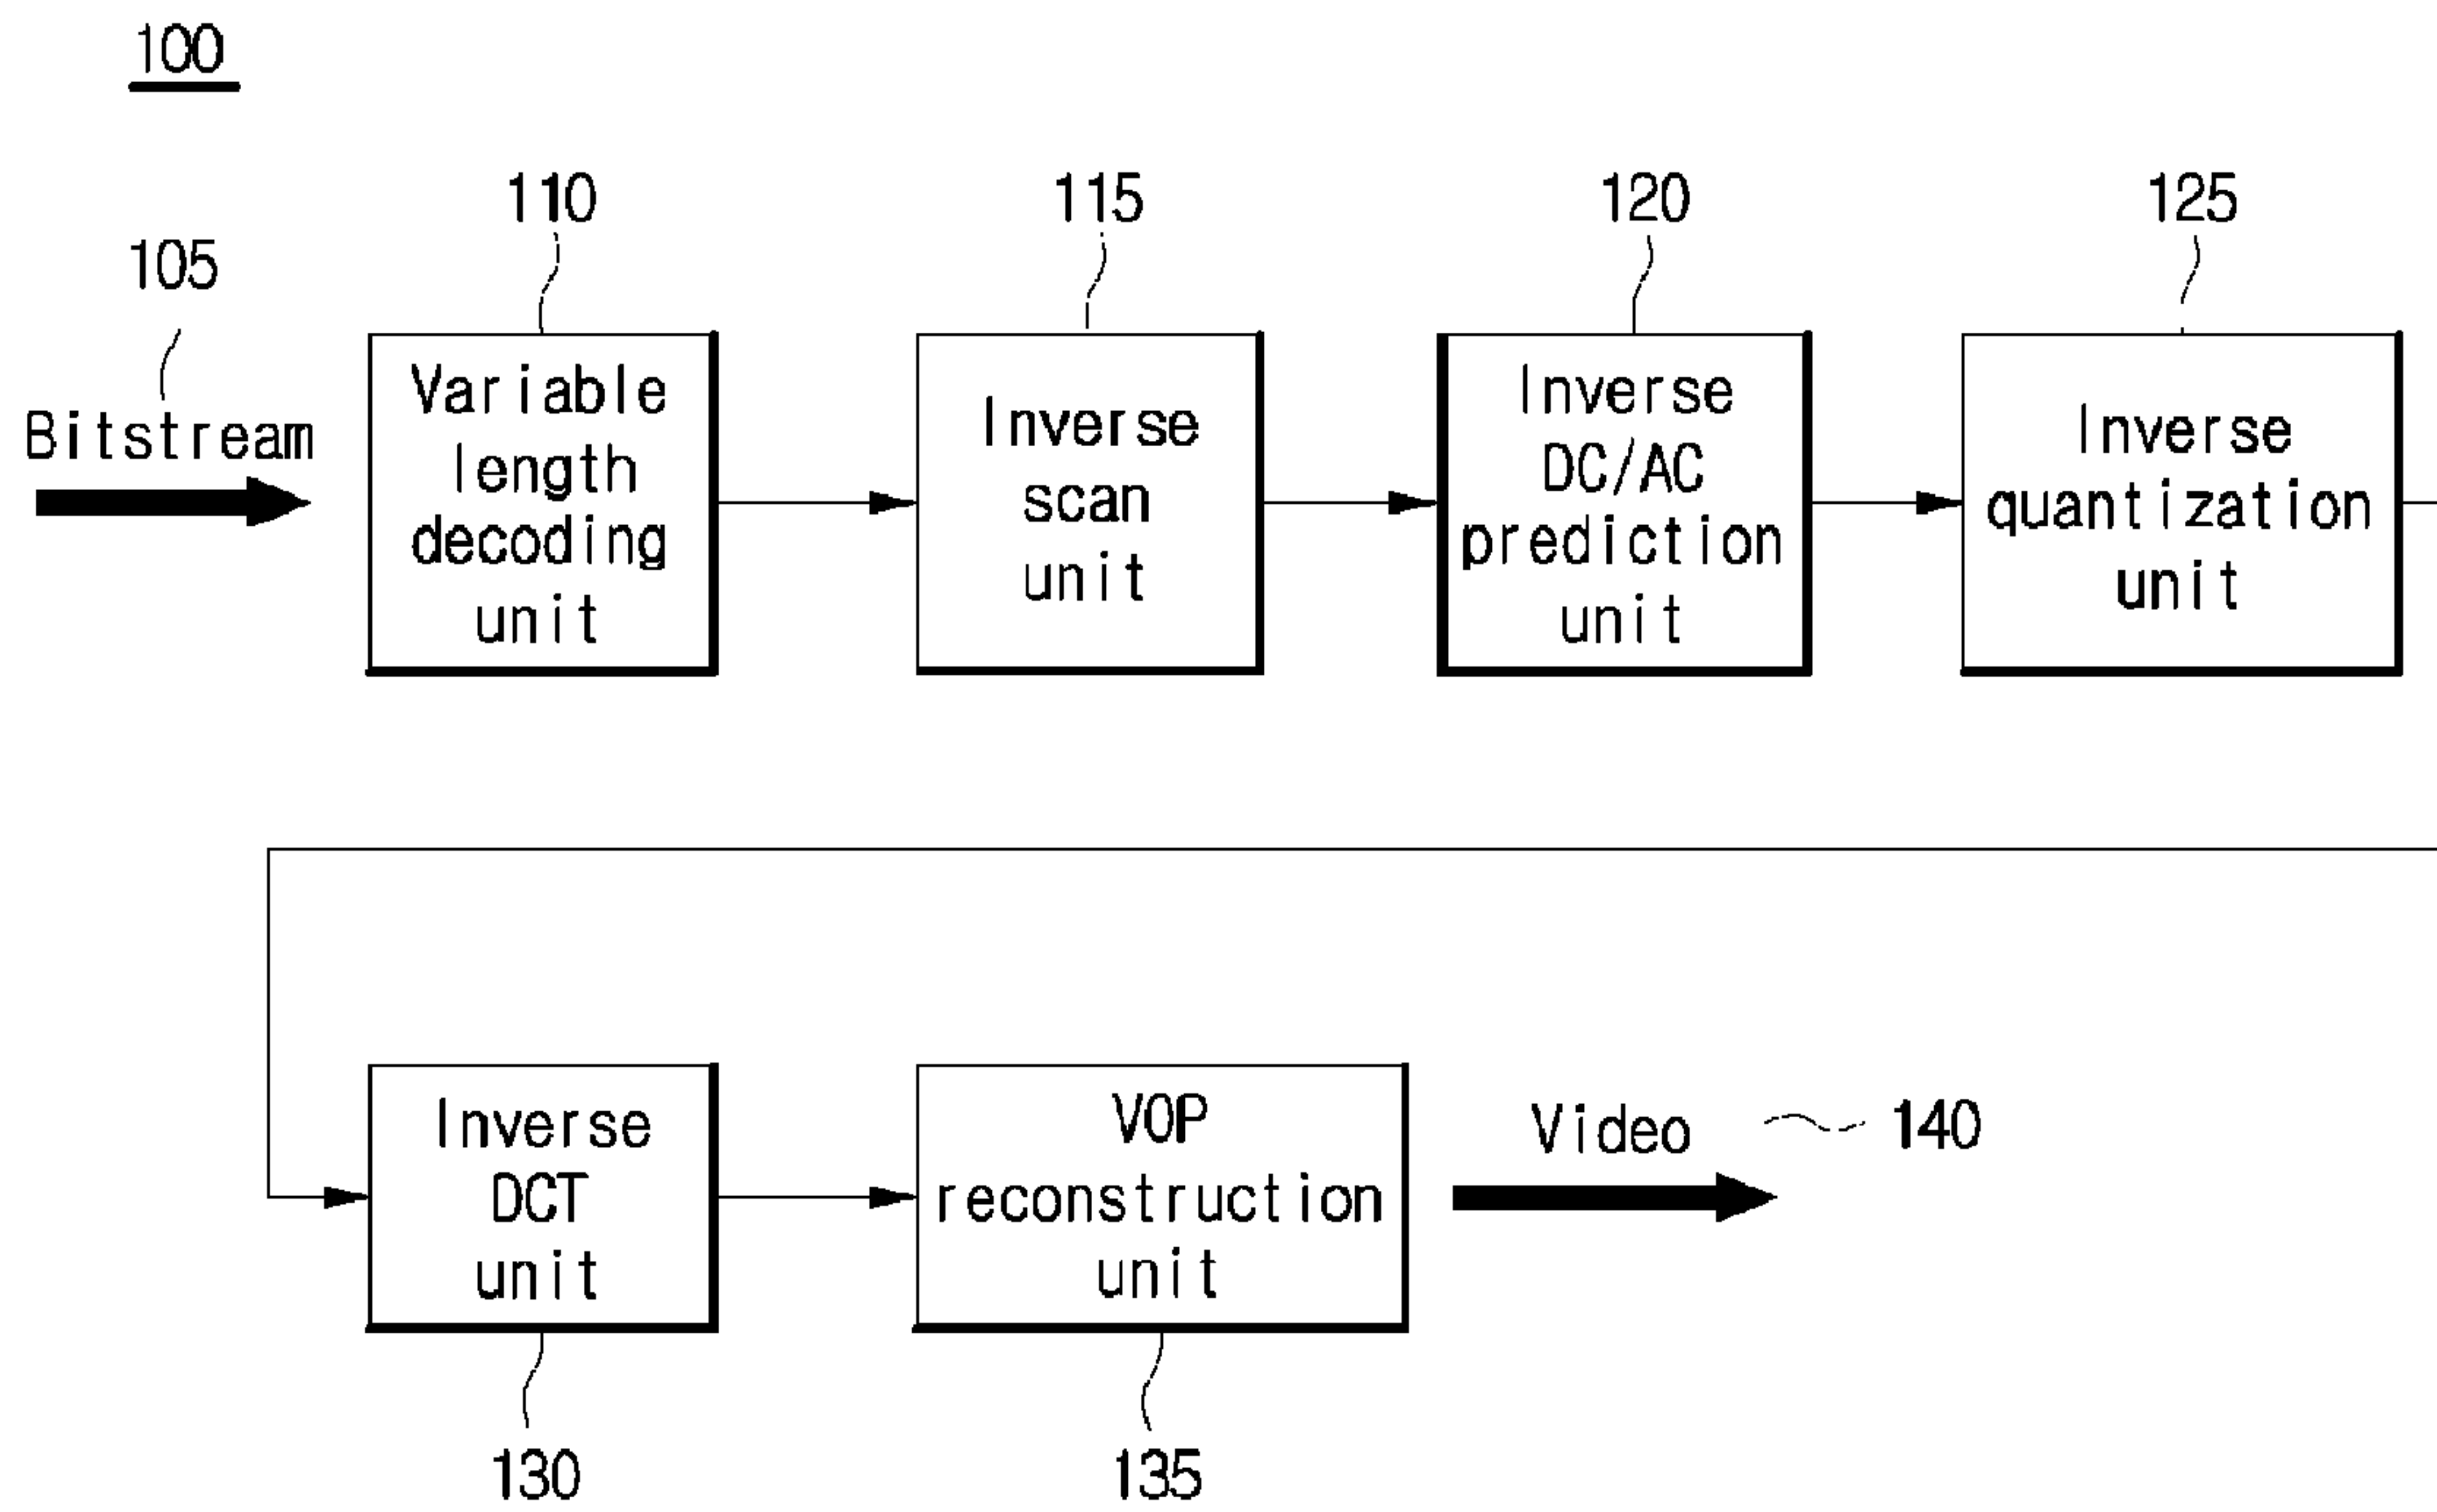 100
105
110
115
120
125
Bitstream
Variable
length
decoding
unit
Inverse
scan
unit
Inverse
DC/AC
prediction
unit
Inverse
quantization
unit
Inverse
DCT
unit
VOP
reconstruction
unit
Video
140
130
135